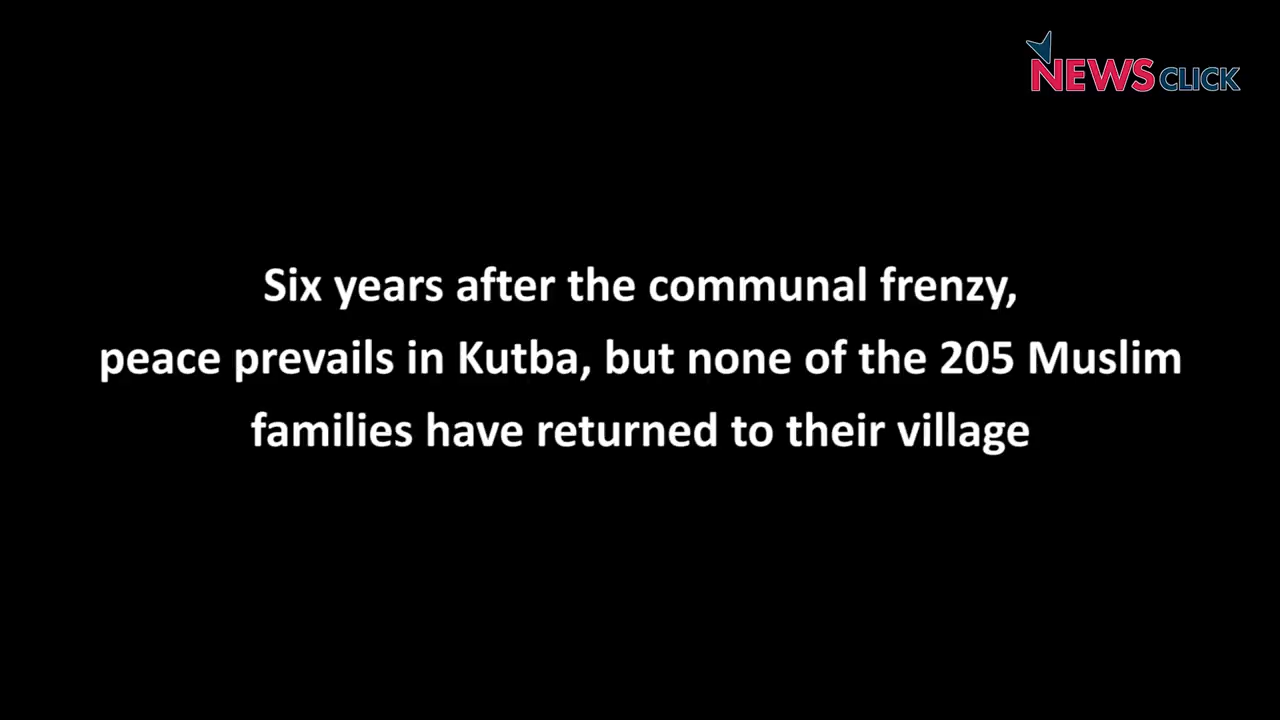 NEWSCLICK
Six years after the communal frenzy,
peace prevails in Kutba, but none of the 205 Muslim
families have returned to their village